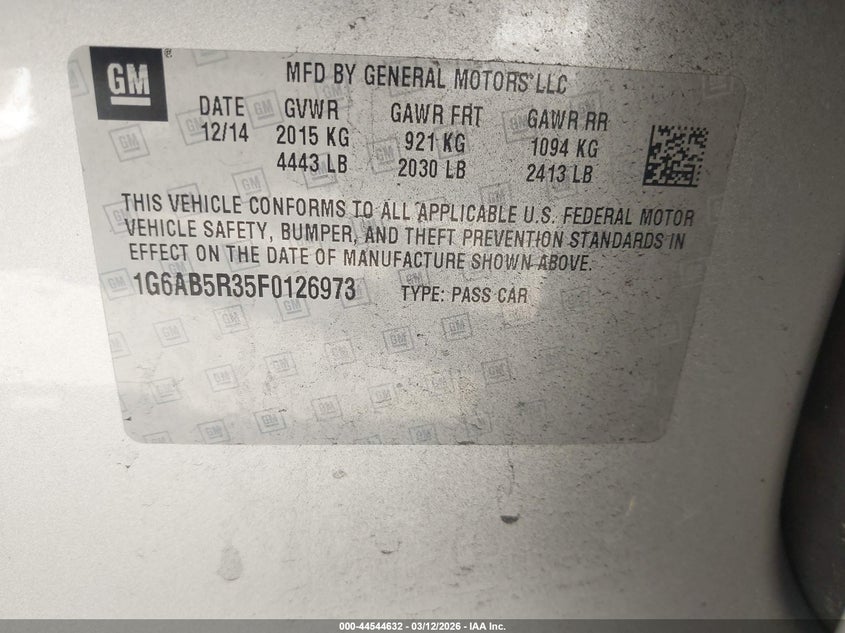 GM ®
MFD BY GENERAL MOTORS LLC
DATE GVWR GAWR FRT GAWR RR
12/14 2015 KG 921 KG 1094 KG
4443 LB 2030 LB 2413 LB
THIS VEHICLE CONFORMS TO ALL APPLICABLE U.S. FEDERAL MOTOR
VEHICLE SAFETY, BUMPER, AND THEFT PREVENTION STANDARDS IN
EFFECT ON THE DATE OF MANUFACTURE SHOWN ABOVE.
1G6AB5R35F0126973 TYPE: PASS CAR
000-44544632 - 03/12/2026 - IAA Inc.